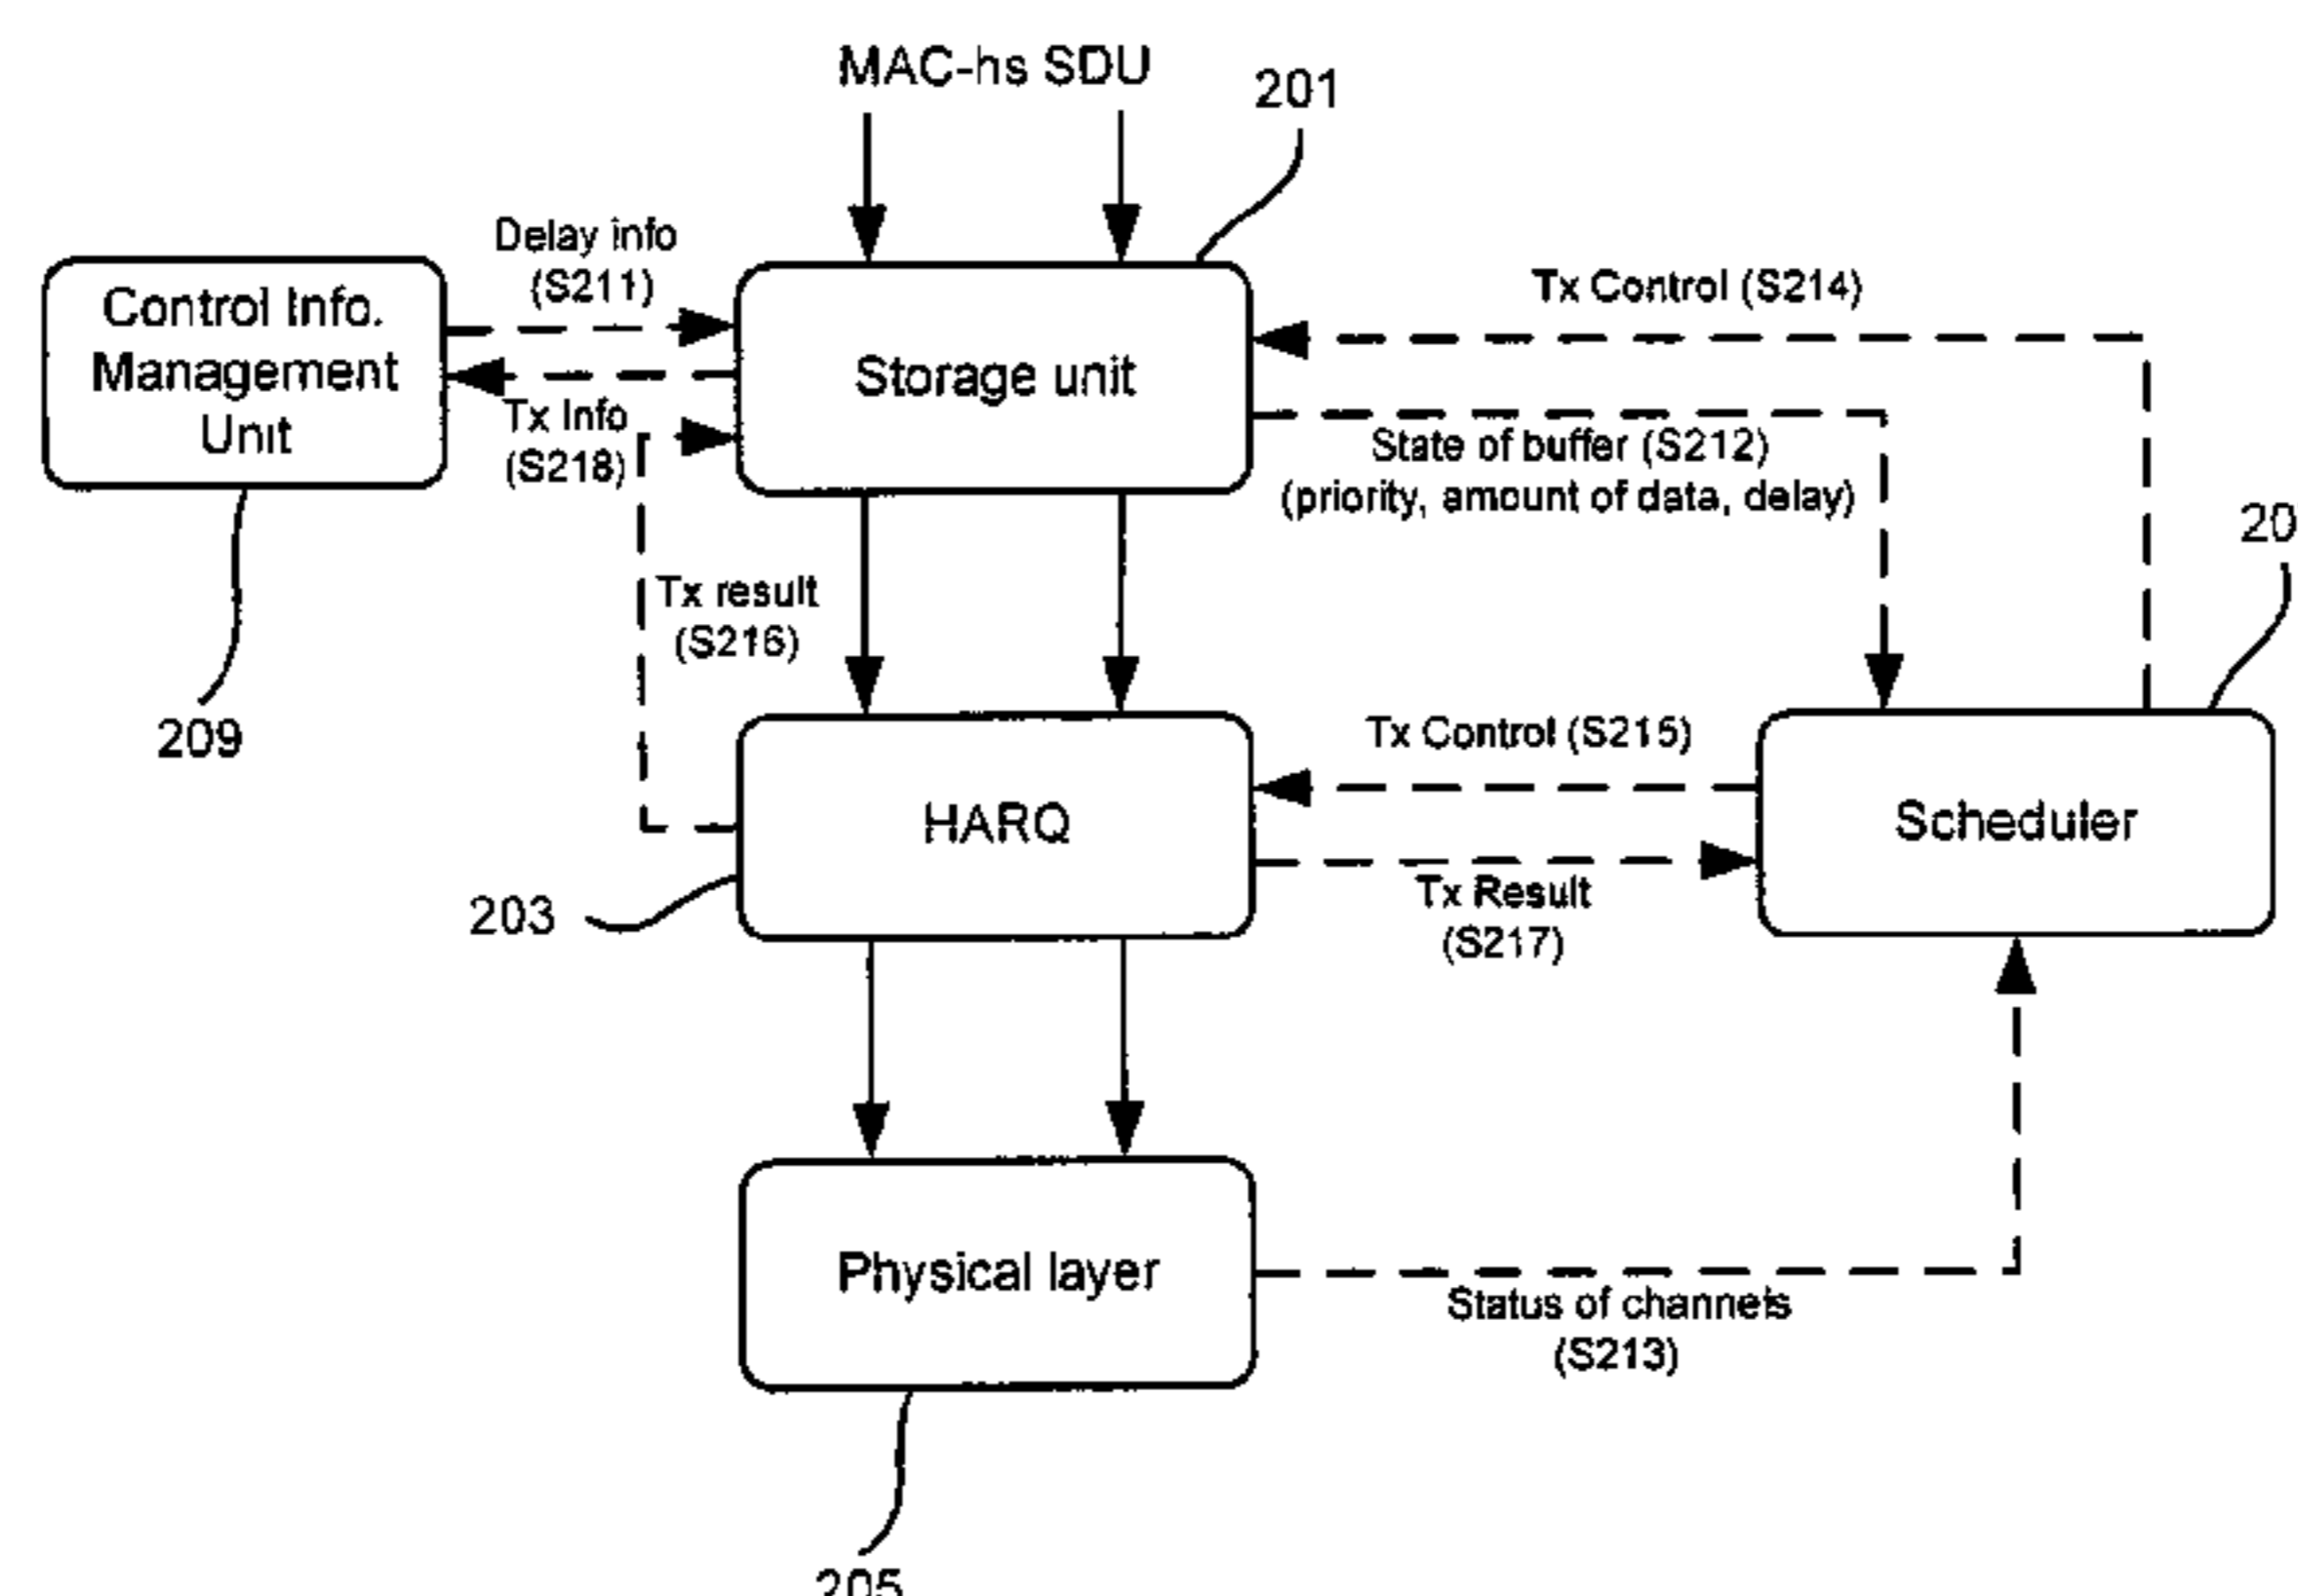 MAC-hs SDU
201
Delay info
(S211)
Control Info.
Management
Unit
Tx Control (S214)
Storage unit
Tx Info
(S218)
State of buffer (S212)
(priority, amount of data, delay)
20
Tx result
(S216)
209
Tx Control (S215)
HARQ
Scheduler
203
Tx Result
(S217)
Physical layer
Status of channels
(S213)
205